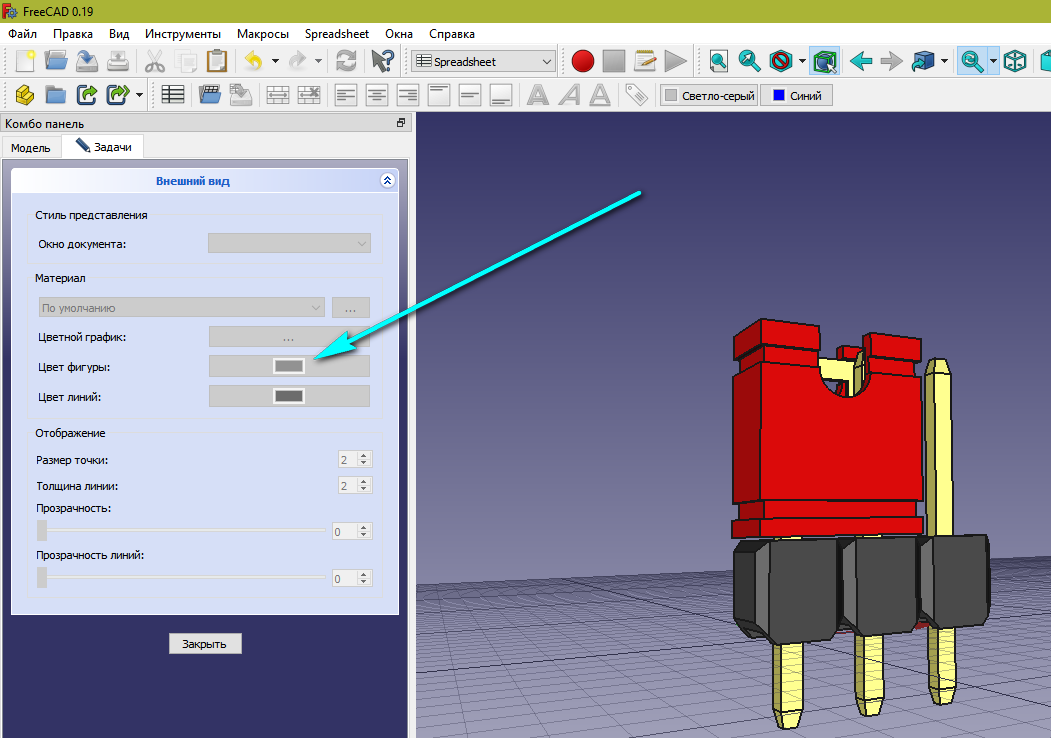 FreeCAD 0.19
Файл Правка Вид Инструменты Макросы Spreadsheet Окна Справка
Spreadsheet
Светло-серый Синий
Комбо панель
Модель Задачи
Внешний вид
Стиль представления
Окно документа:
Материал
По умолчанию ...
Цветной график: ...
Цвет фигуры:
Цвет линий:
Отображение
Размер точки: 2
Толщина линии: 2
Прозрачность:
0
Прозрачность линий:
0
Закрыть